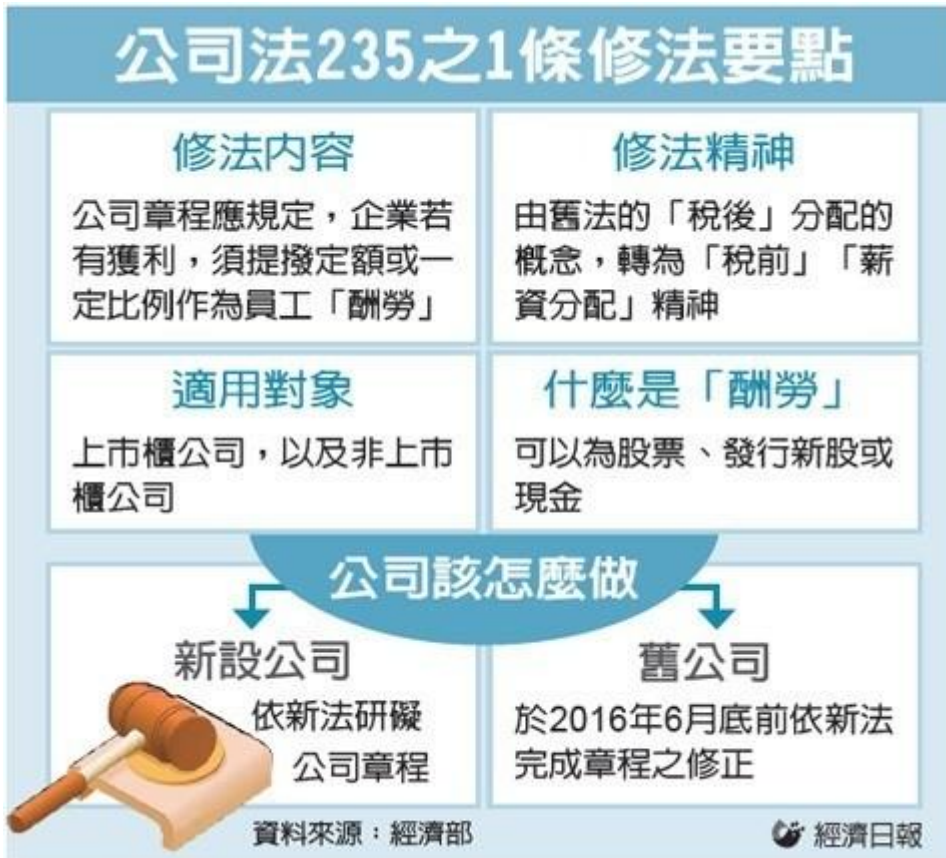 公司法235之1條修法要點
修法內容
公司章程應規定，企業若
有獲利，須提撥定額或一
定比例作為員工「酬勞」
修法精神
由舊法的「稅後」分配的
概念，轉為「稅前」「薪
資分配」精神
適用對象
上市櫃公司，以及非上市
櫃公司
什麼是「酬勞」
可以為股票、發行新股或
現金
公司該怎麼做
新設公司
依新法研礙
公司章程
舊公司
於2016年6月底前依新法
完成章程之修正
資料來源：經濟部
經濟日報